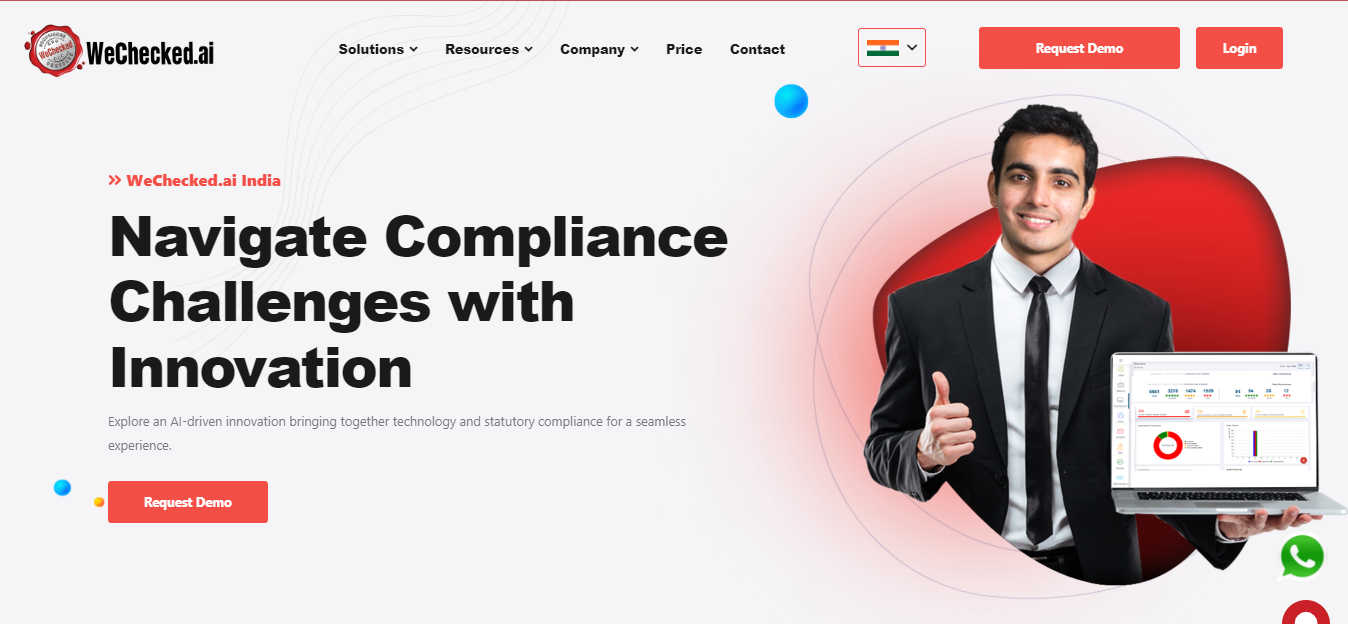 WeChecked
WeChecked.ai
Solutions
Resources
Company
Price
Contact
Request Demo
Login
WeChecked.ai India
Navigate Compliance
Challenges with
Innovation
Explore an AI-driven innovation bringing together technology and statutory compliance for a seamless
experience.
Request Demo